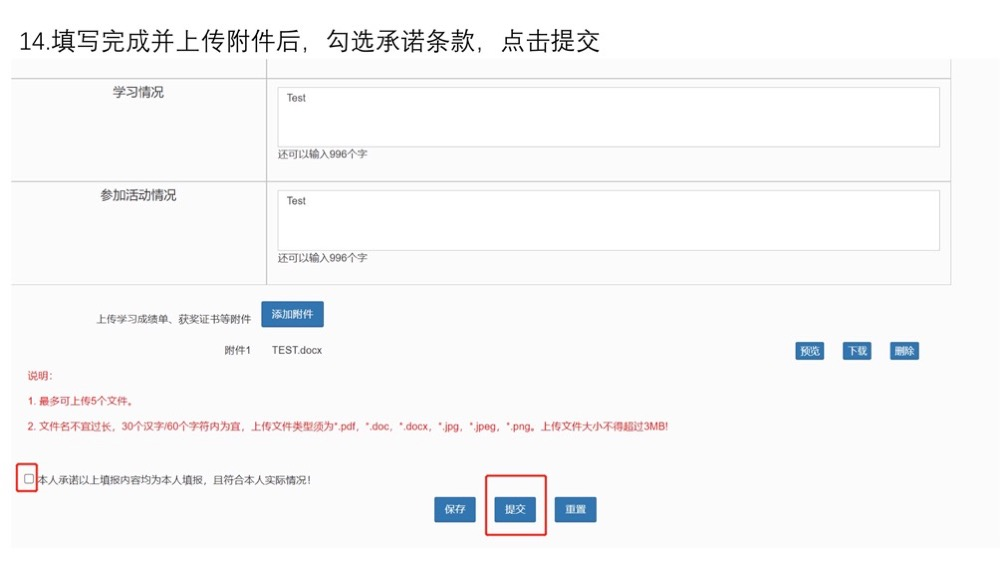 14.填写完成并上传附件后，勾选承诺条款，点击提交
学习情况
Test
还可以输入996个字
参加活动情况
Test
还可以输入996个字
上传学习成绩单、获奖证书等附件 添加附件
附件1 TEST.docx 预览 下载 删除
说明：
1. 最多可上传5个文件。
2. 文件名不宜过长，30个汉字/60个字符内为宜，上传文件类型须为*.pdf，*.doc，*.docx，*.jpg，*.jpeg，*.png。上传文件大小不得超过3MB!
本人承诺以上填报内容均为本人填报，且符合本人实际情况！
保存 提交 重置